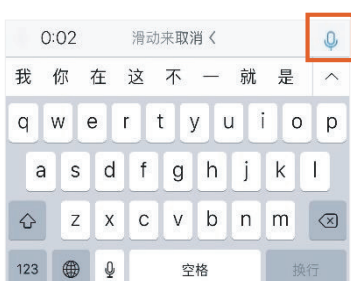 0:02 滑动来取消 <
我 你 在 这 不 一 就 是
q w e r t y u i o p
a s d f g h j k l
z x c v b n m
123 空格 换行